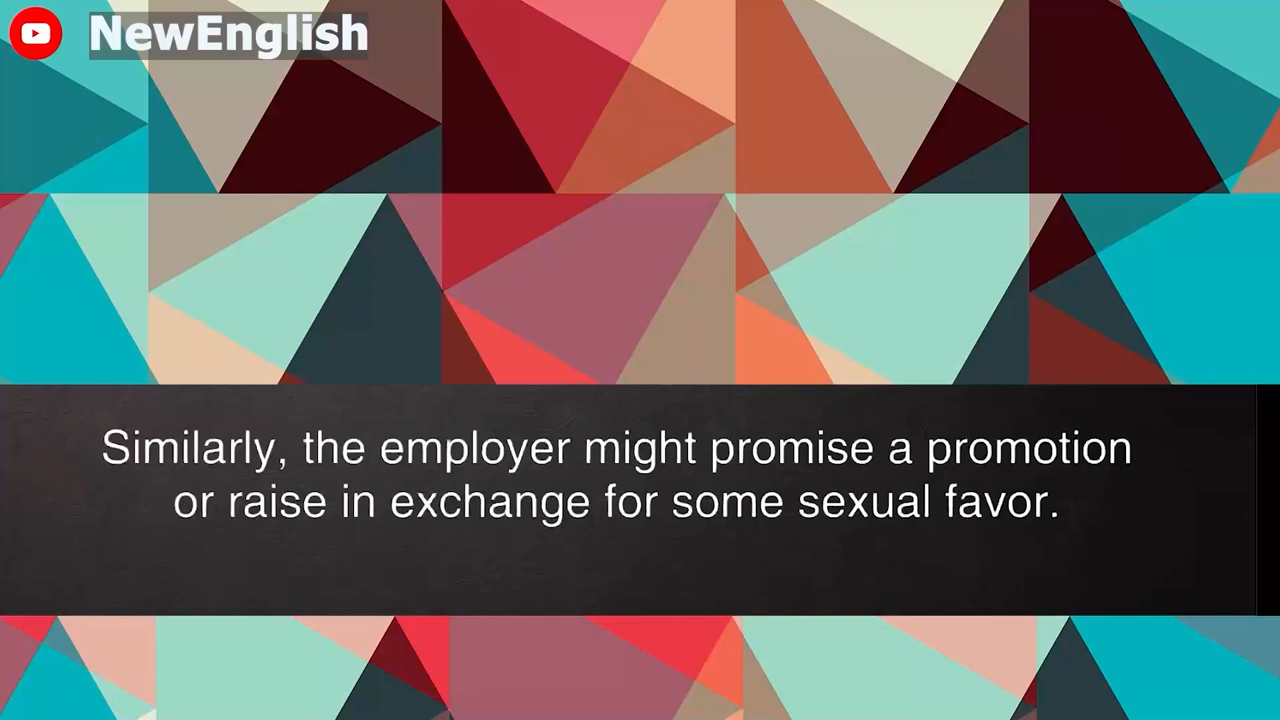 NewEnglish
Similarly, the employer might promise a promotion
or raise in exchange for some sexual favor.